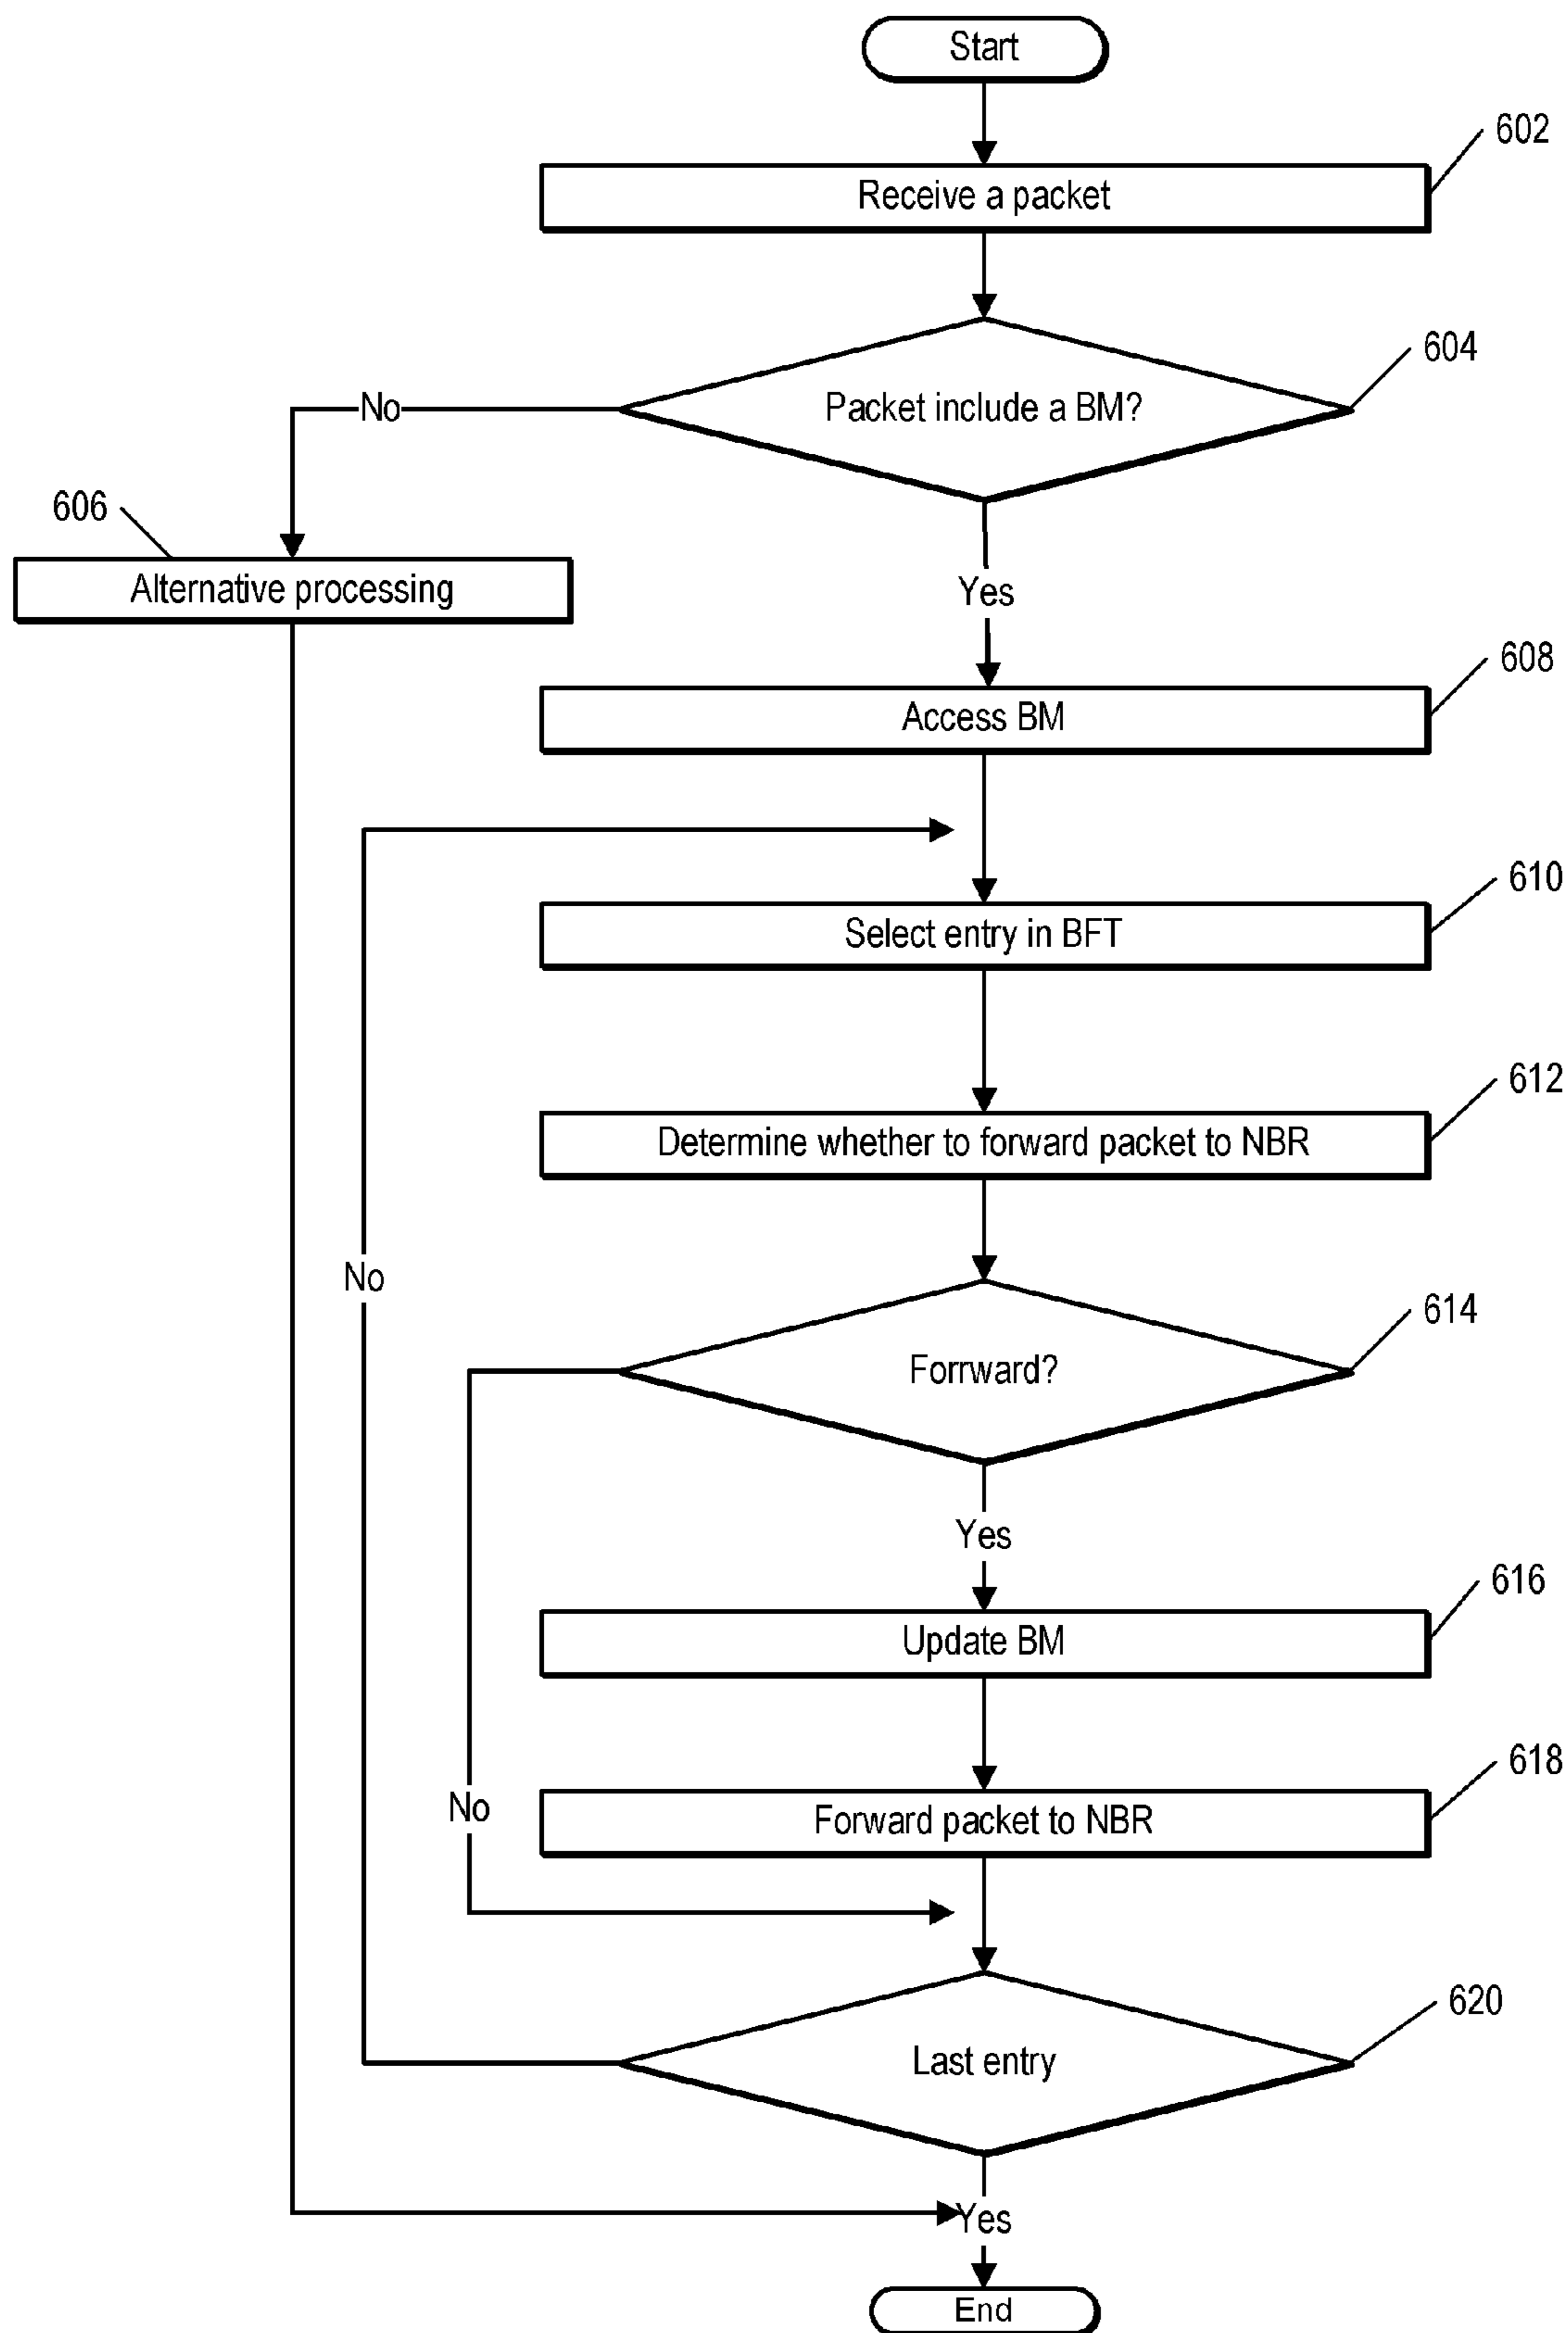 Start
602
Receive a packet
604
Packet include a BM?
No
606
Alternative processing
Yes
608
Access BM
610
Select entry in BFT
612
Determine whether to forward packet to NBR
No
614
Forrward?
Yes
616
Update BM
618
No
Forward packet to NBR
620
Last entry
Yes
End